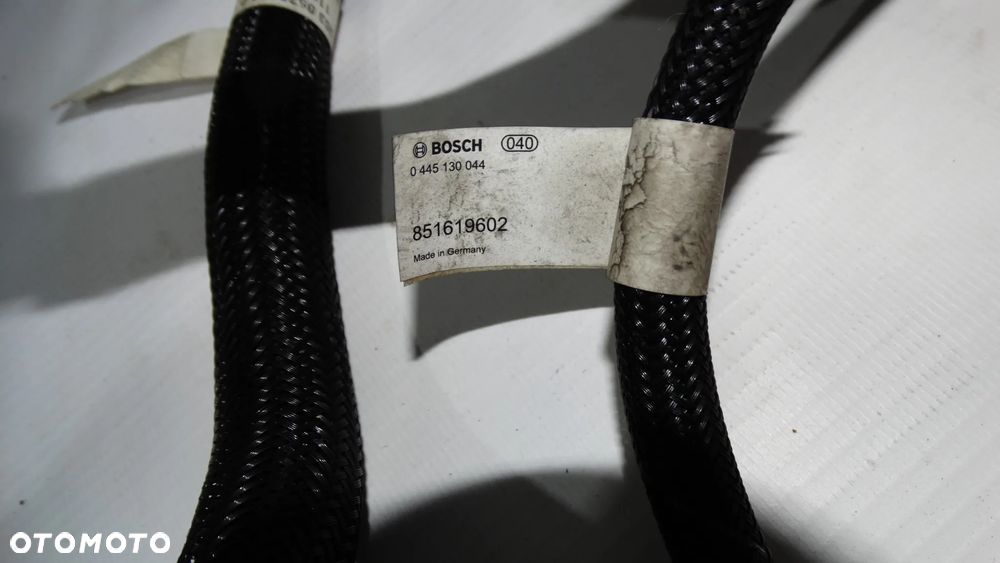 BOSCH 040
0 445 130 044
851619602
Made in Germany
OTOMOTO